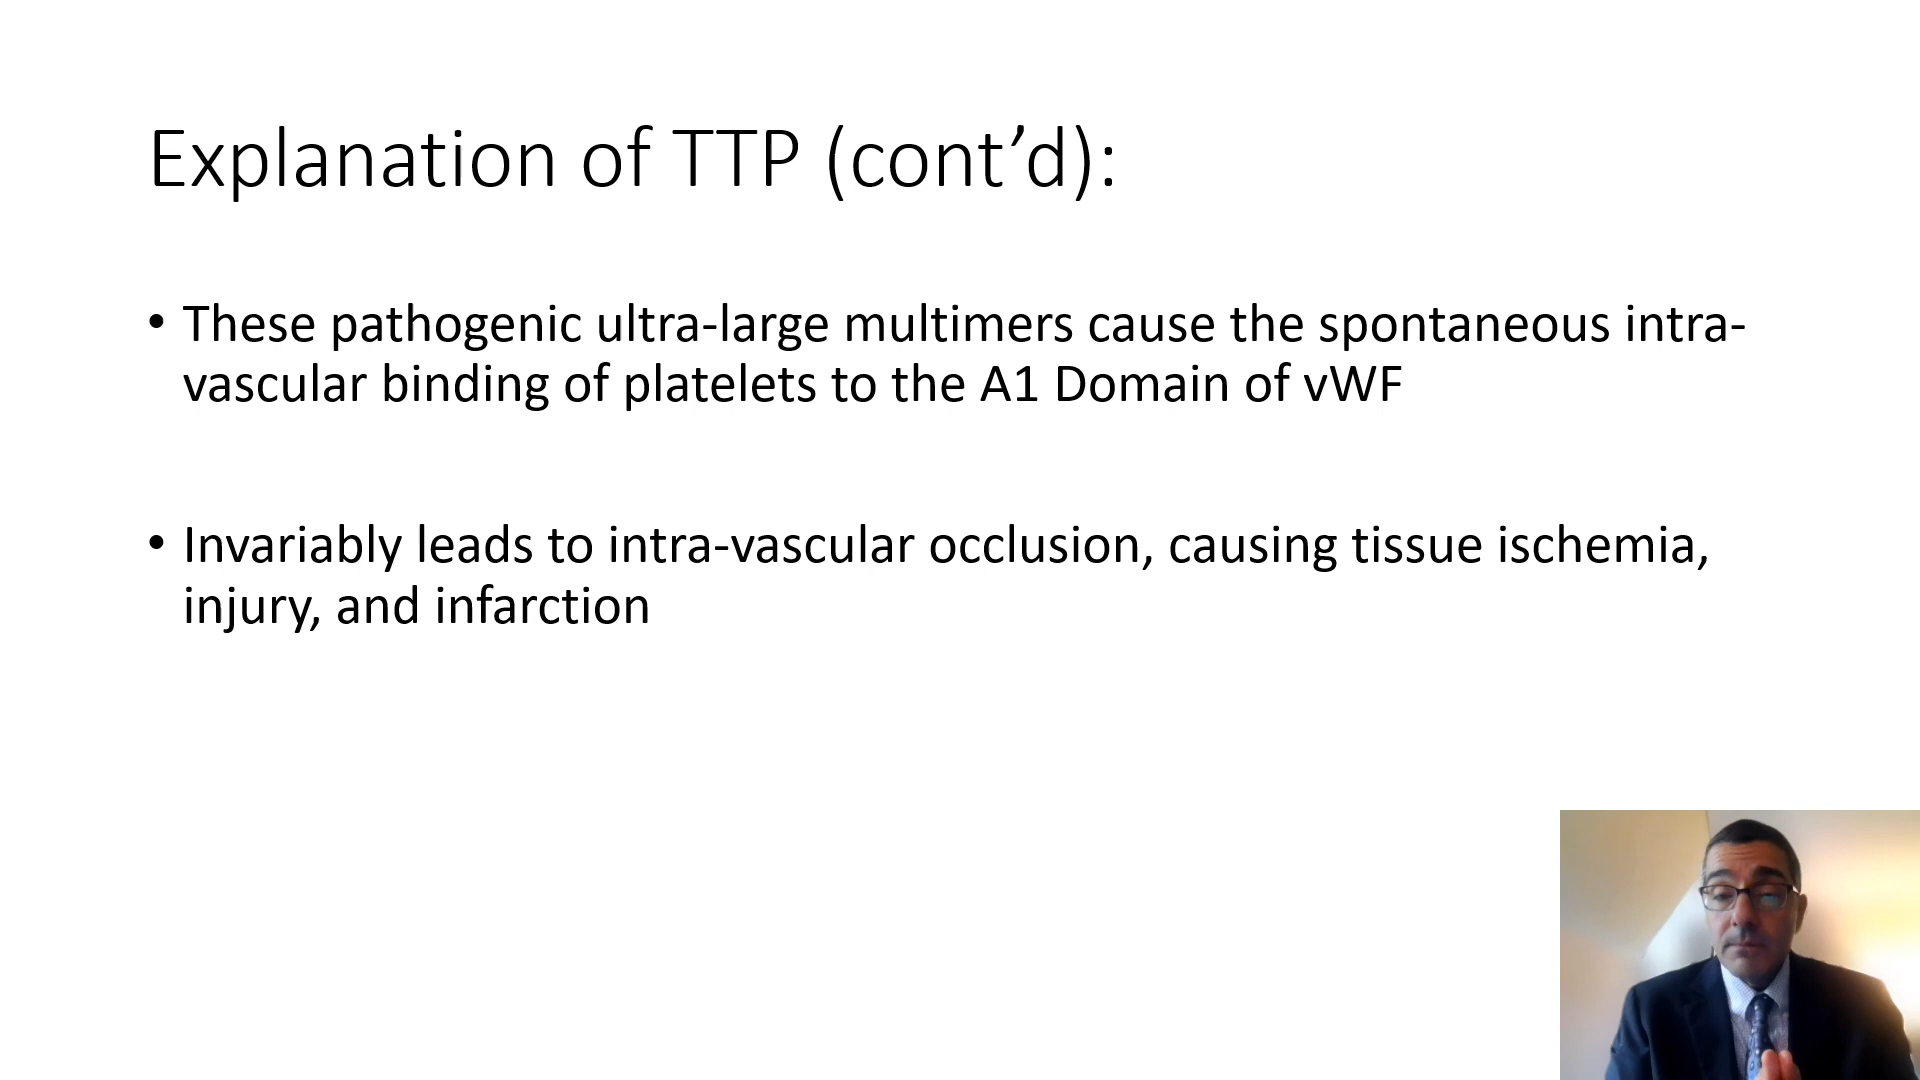 Explanation of TTP (cont’d):
• These pathogenic ultra-large multimers cause the spontaneous intra-
vascular binding of platelets to the A1 Domain of vWF
• Invariably leads to intra-vascular occlusion, causing tissue ischemia,
injury, and infarction